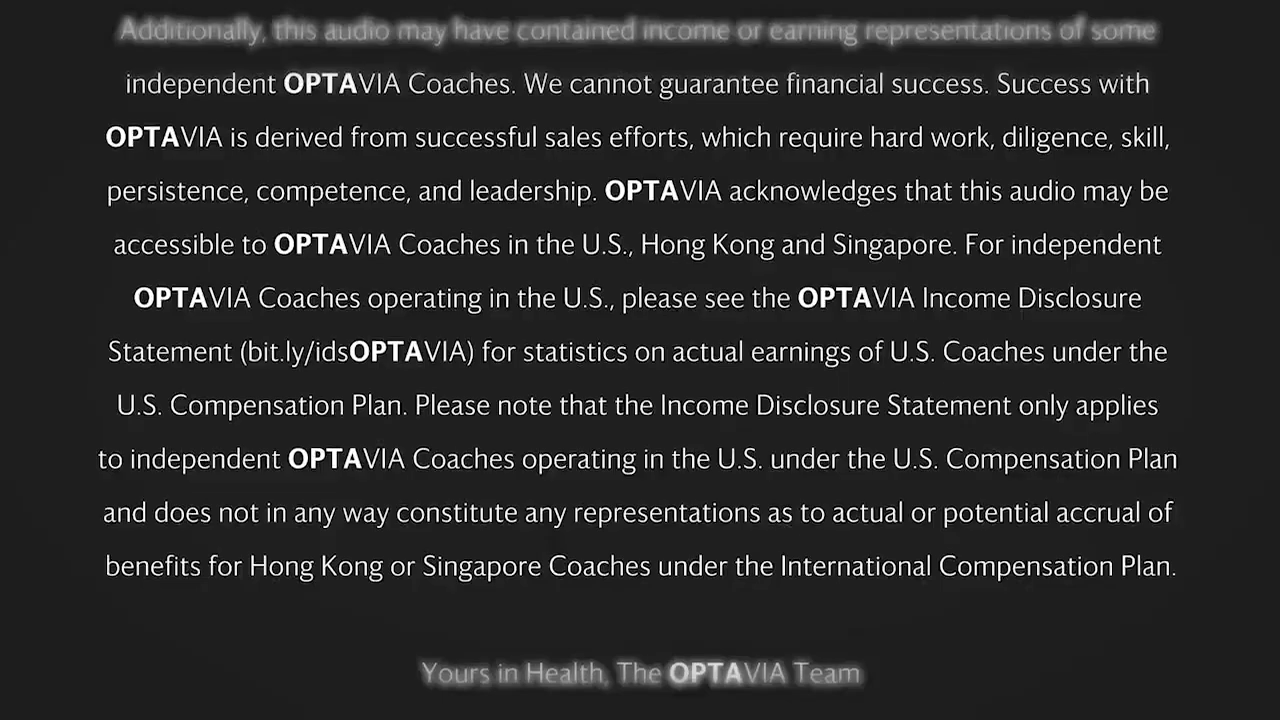 Additionally, this audio may have contained income or earning representations of some
independent OPTAVIA Coaches. We cannot guarantee financial success. Success with
OPTAVIA is derived from successful sales efforts, which require hard work, diligence, skill,
persistence, competence, and leadership. OPTAVIA acknowledges that this audio may be
accessible to OPTAVIA Coaches in the U.S., Hong Kong and Singapore. For independent
OPTAVIA Coaches operating in the U.S., please see the OPTAVIA Income Disclosure
Statement (bit.ly/idsOPTAVIA) for statistics on actual earnings of U.S. Coaches under the
U.S. Compensation Plan. Please note that the Income Disclosure Statement only applies
to independent OPTAVIA Coaches operating in the U.S. under the U.S. Compensation Plan
and does not in any way constitute any representations as to actual or potential accrual of
benefits for Hong Kong or Singapore Coaches under the International Compensation Plan.
Yours in Health, The OPTAVIA Team